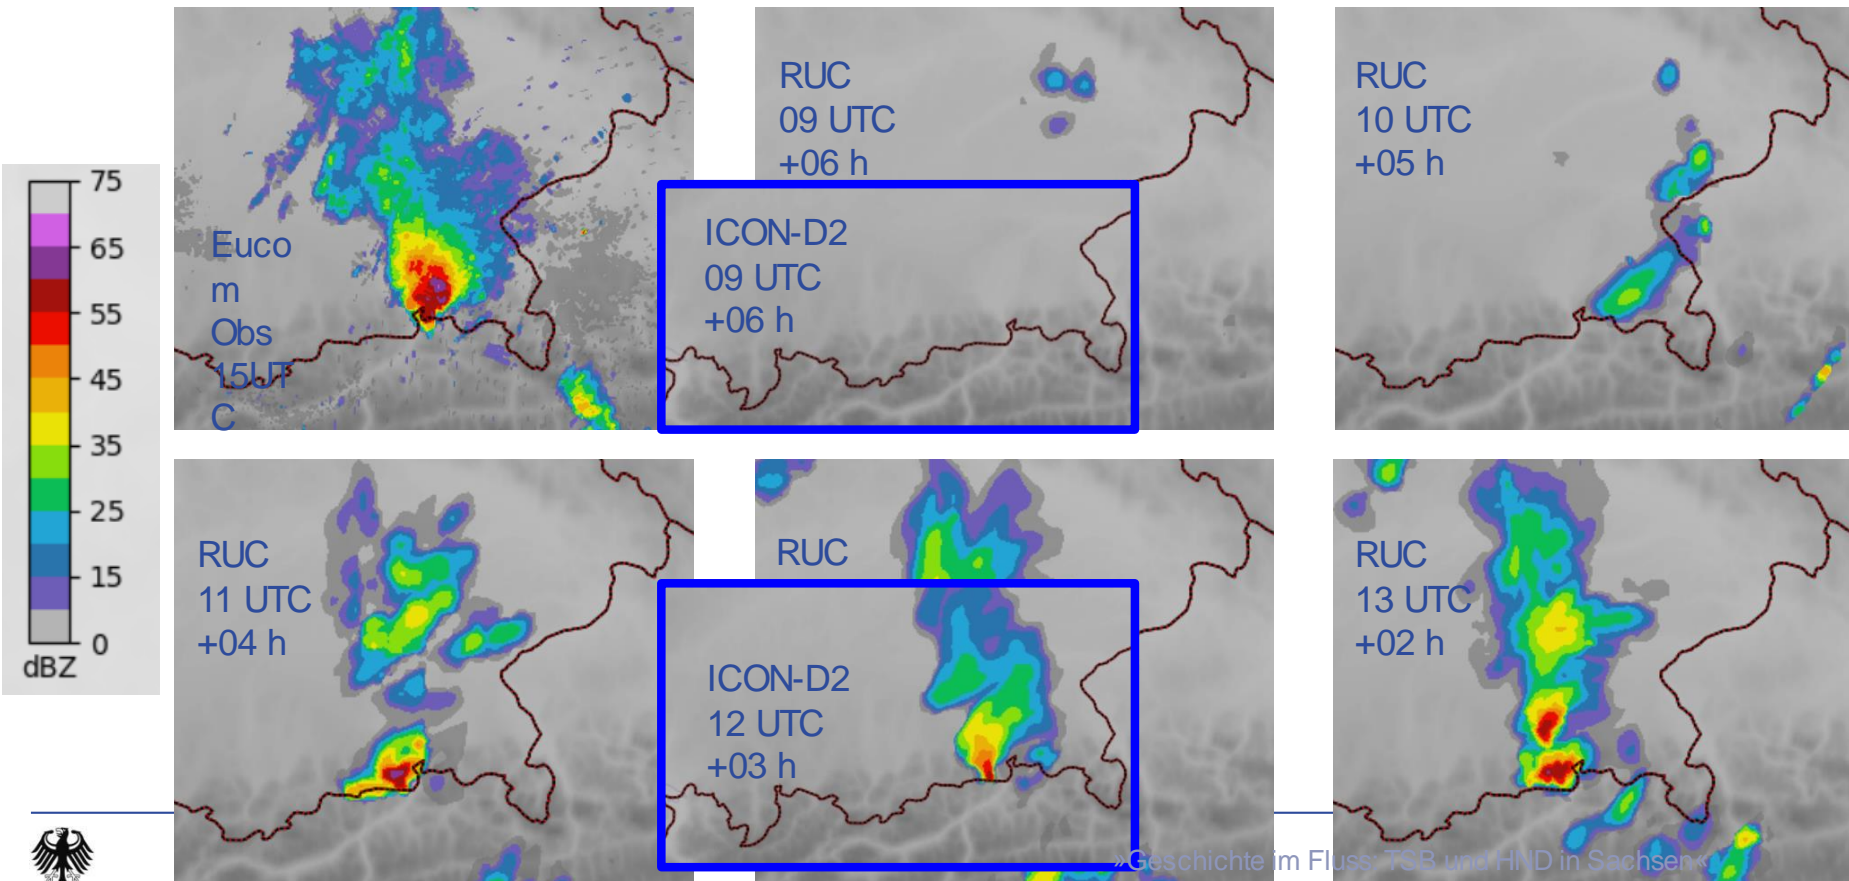 75
65
55
45
35
25
15
0
dBZ
Euco
m
Obs
15UT
C
RUC
09 UTC
+06 h
ICON-D2
09 UTC
+06 h
RUC
10 UTC
+05 h
RUC
11 UTC
+04 h
RUC
ICON-D2
12 UTC
+03 h
RUC
13 UTC
+02 h
»Geschichte im Fluss: TSB und HND in Sachsen«